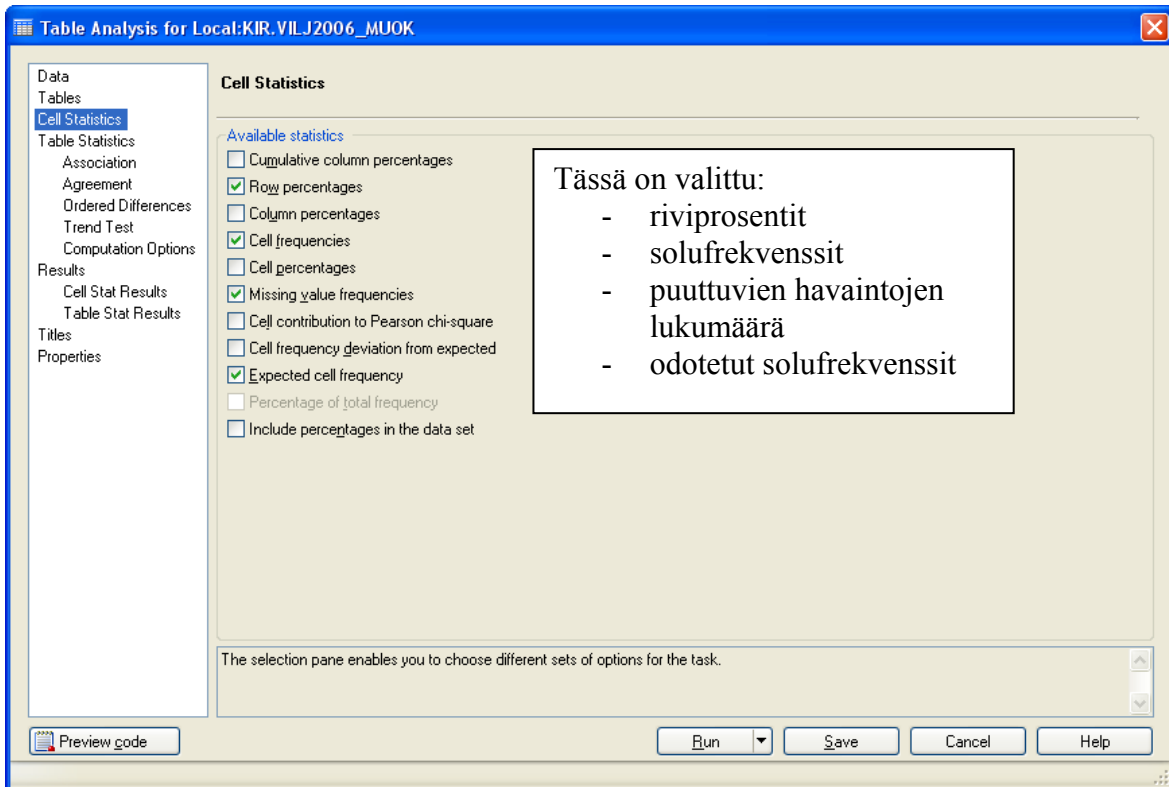 Table Analysis for Local:KIR.VILJ2006_MUOK
Data
Tables
Cell Statistics
Table Statistics
Association
Agreement
Ordered Differences
Trend Test
Computation Options
Results
Cell Stat Results
Table Stat Results
Titles
Properties
Cell Statistics
Available statistics
Cumulative column percentages
Row percentages
Column percentages
Cell frequencies
Cell percentages
Missing value frequencies
Cell contribution to Pearson chi-square
Cell frequency deviation from expected
Expected cell frequency
Percentage of total frequency
Include percentages in the data set
Tässä on valittu:
- riviprosentit
- solufrekvenssit
- puuttuvien havaintojen
lukumäärä
- odotetut solufrekvenssit
The selection pane enables you to choose different sets of options for the task.
Preview code
Run
Save
Cancel
Help